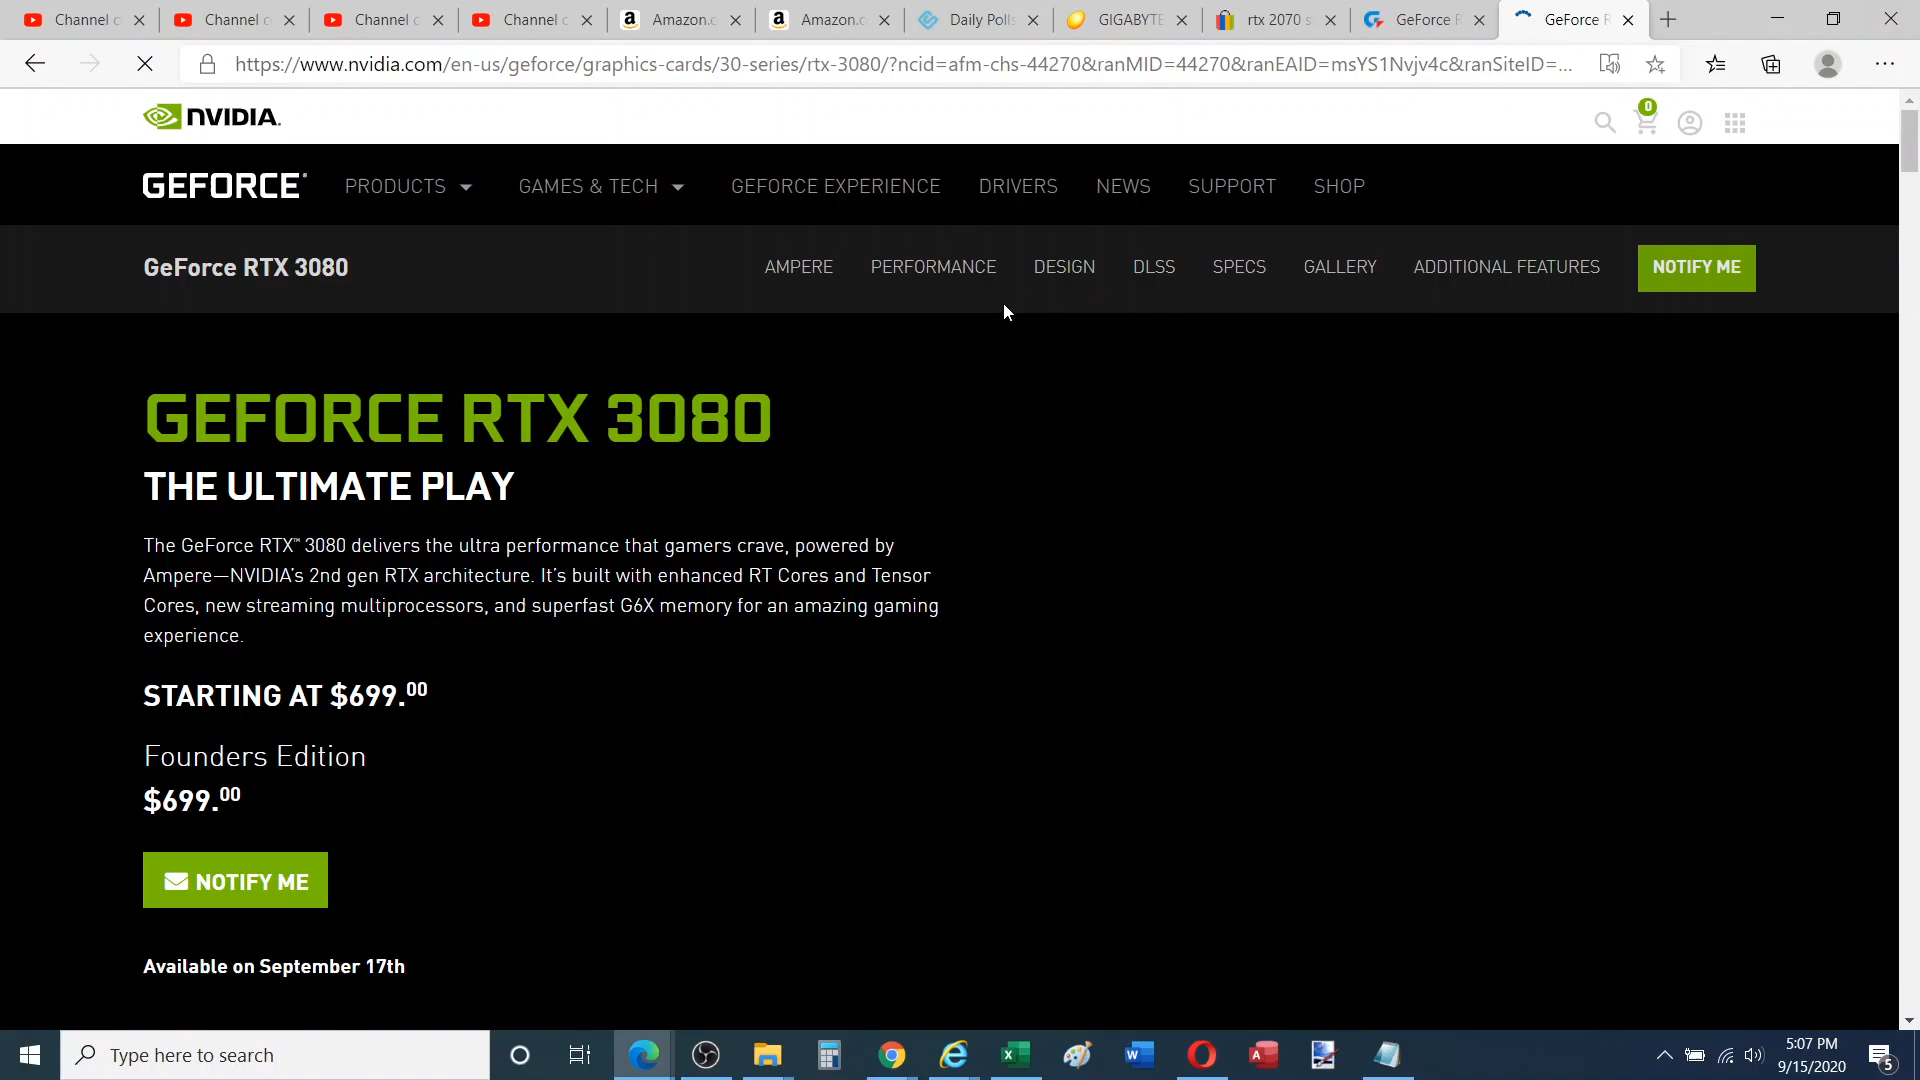 Channel c
Channel c
Channel c
Channel c
Amazon.c
Amazon.c
Daily Polls
GIGABYTE
rtx 2070 s
GeForce R
GeForce R
https://www.nvidia.com/en-us/geforce/graphics-cards/30-series/rtx-3080/?ncid=afm-chs-44270&ranMID=44270&ranEAID=msYS1Nvjv4c&ranSiteID=...
NVIDIA.
0
GEFORCE PRODUCTS GAMES & TECH GEFORCE EXPERIENCE DRIVERS NEWS SUPPORT SHOP
GeForce RTX 3080 AMPERE PERFORMANCE DESIGN DLSS SPECS GALLERY ADDITIONAL FEATURES NOTIFY ME
GEFORCE RTX 3080
THE ULTIMATE PLAY
The GeForce RTX™ 3080 delivers the ultra performance that gamers crave, powered by
Ampere—NVIDIA's 2nd gen RTX architecture. It's built with enhanced RT Cores and Tensor
Cores, new streaming multiprocessors, and superfast G6X memory for an amazing gaming
experience.
STARTING AT $699.00
Founders Edition
$699.00
NOTIFY ME
Available on September 17th
Type here to search
5:07 PM
9/15/2020
5